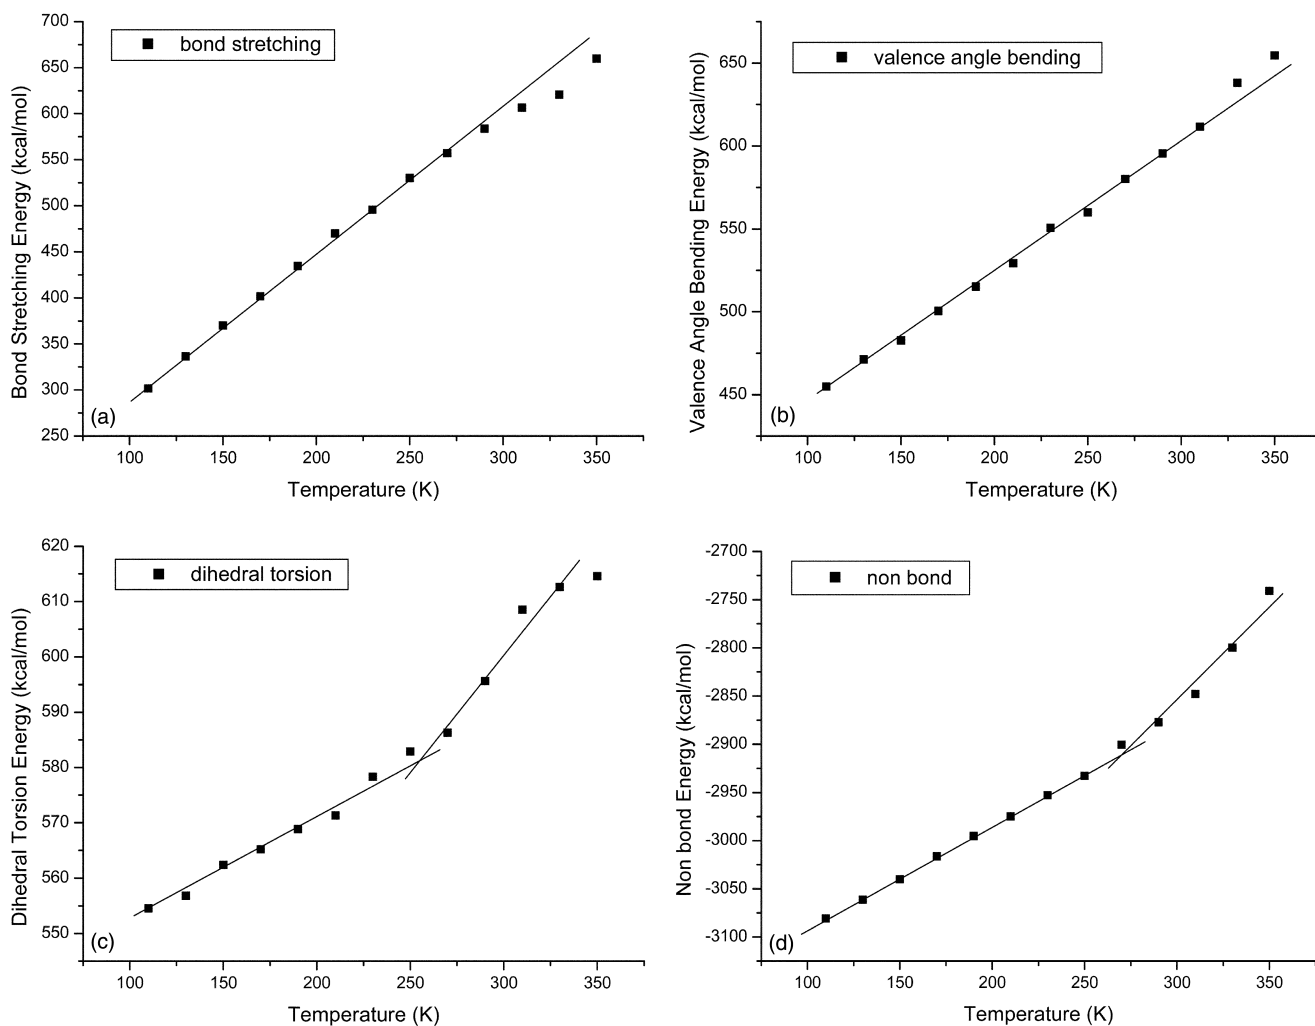 bond stretching
700
650
600
550
500
450
400
350
300
250
Bond Stretching Energy (kcal/mol)
(a)
100 150 200 250 300 350
Temperature (K)
valence angle bending
650
600
550
500
450
Valence Angle Bending Energy (kcal/mol)
(b)
100 150 200 250 300 350
Temperature (K)
dihedral torsion
620
610
600
590
580
570
560
550
Dihedral Torsion Energy (kcal/mol)
(c)
100 150 200 250 300 350
Temperature (K)
non bond
-2700
-2750
-2800
-2850
-2900
-2950
-3000
-3050
-3100
Non bond Energy (kcal/mol)
(d)
100 150 200 250 300 350
Temperature (K)